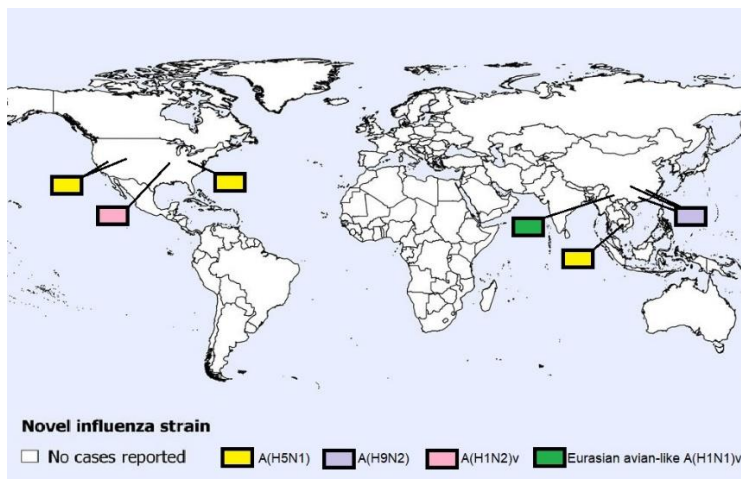 Novel influenza strain
No cases reported A(H5N1) A(H9N2) A(H1N2)v Eurasian avian-like A(H1N1)v